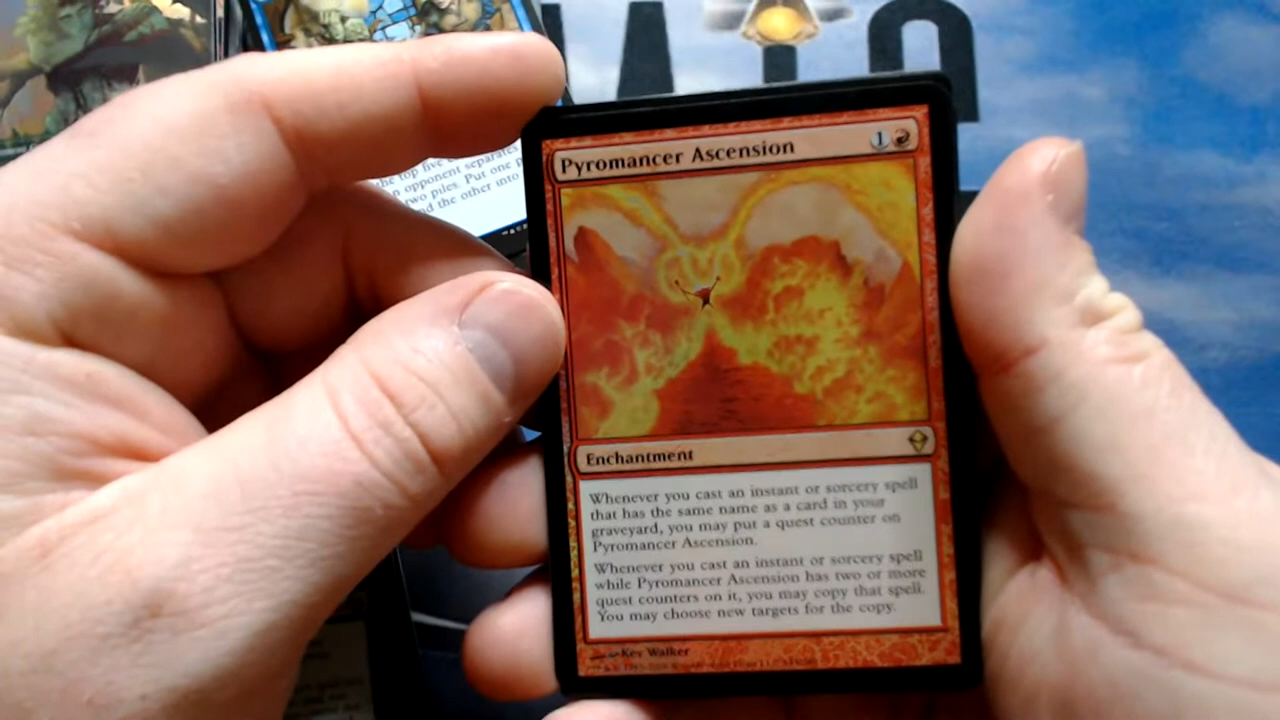 the top five
n opponent separates
two piles. Put one p
nd the other into
Pyromancer Ascension
1
Enchantment
Whenever you cast an instant or sorcery spell
that has the same name as a card in your
graveyard, you may put a quest counter on
Pyromancer Ascension.
Whenever you cast an instant or sorcery spell
while Pyromancer Ascension has two or more
quest counters on it, you may copy that spell.
You may choose new targets for the copy.
Kev Walker